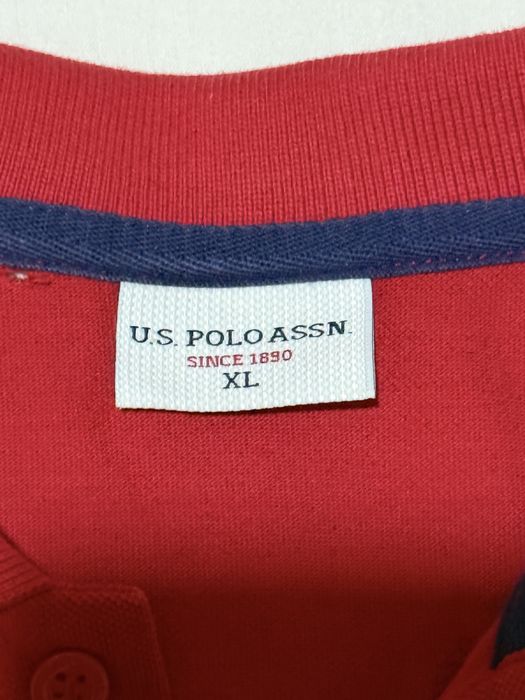 U.S. POLO ASSN.
SINCE 1890
XL